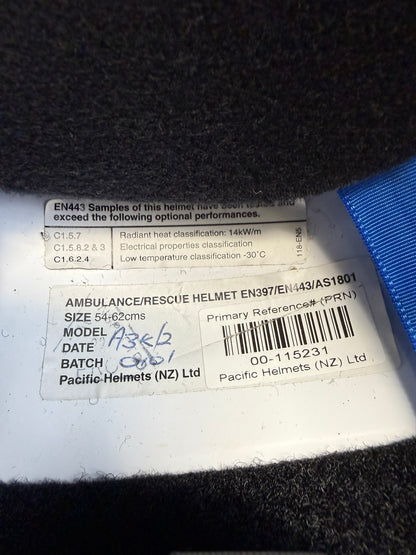 EN443 Samples of this helmet have been tested and
exceed the following optional performances.
C1.5.7 Radiant heat classification: 14kW/m
C1.5.8.2 & 3 Electrical properties classification
C1.6.2.4 Low temperature classification -30°C
118-EN5
AMBULANCE/RESCUE HELMET EN397/EN443/AS1801
SIZE 54-62cms
MODEL
DATE
BATCH
Pacific Helmets (NZ) Ltd
Primary Reference# (PRN)
00-115231
Pacific Helmets (NZ) Ltd